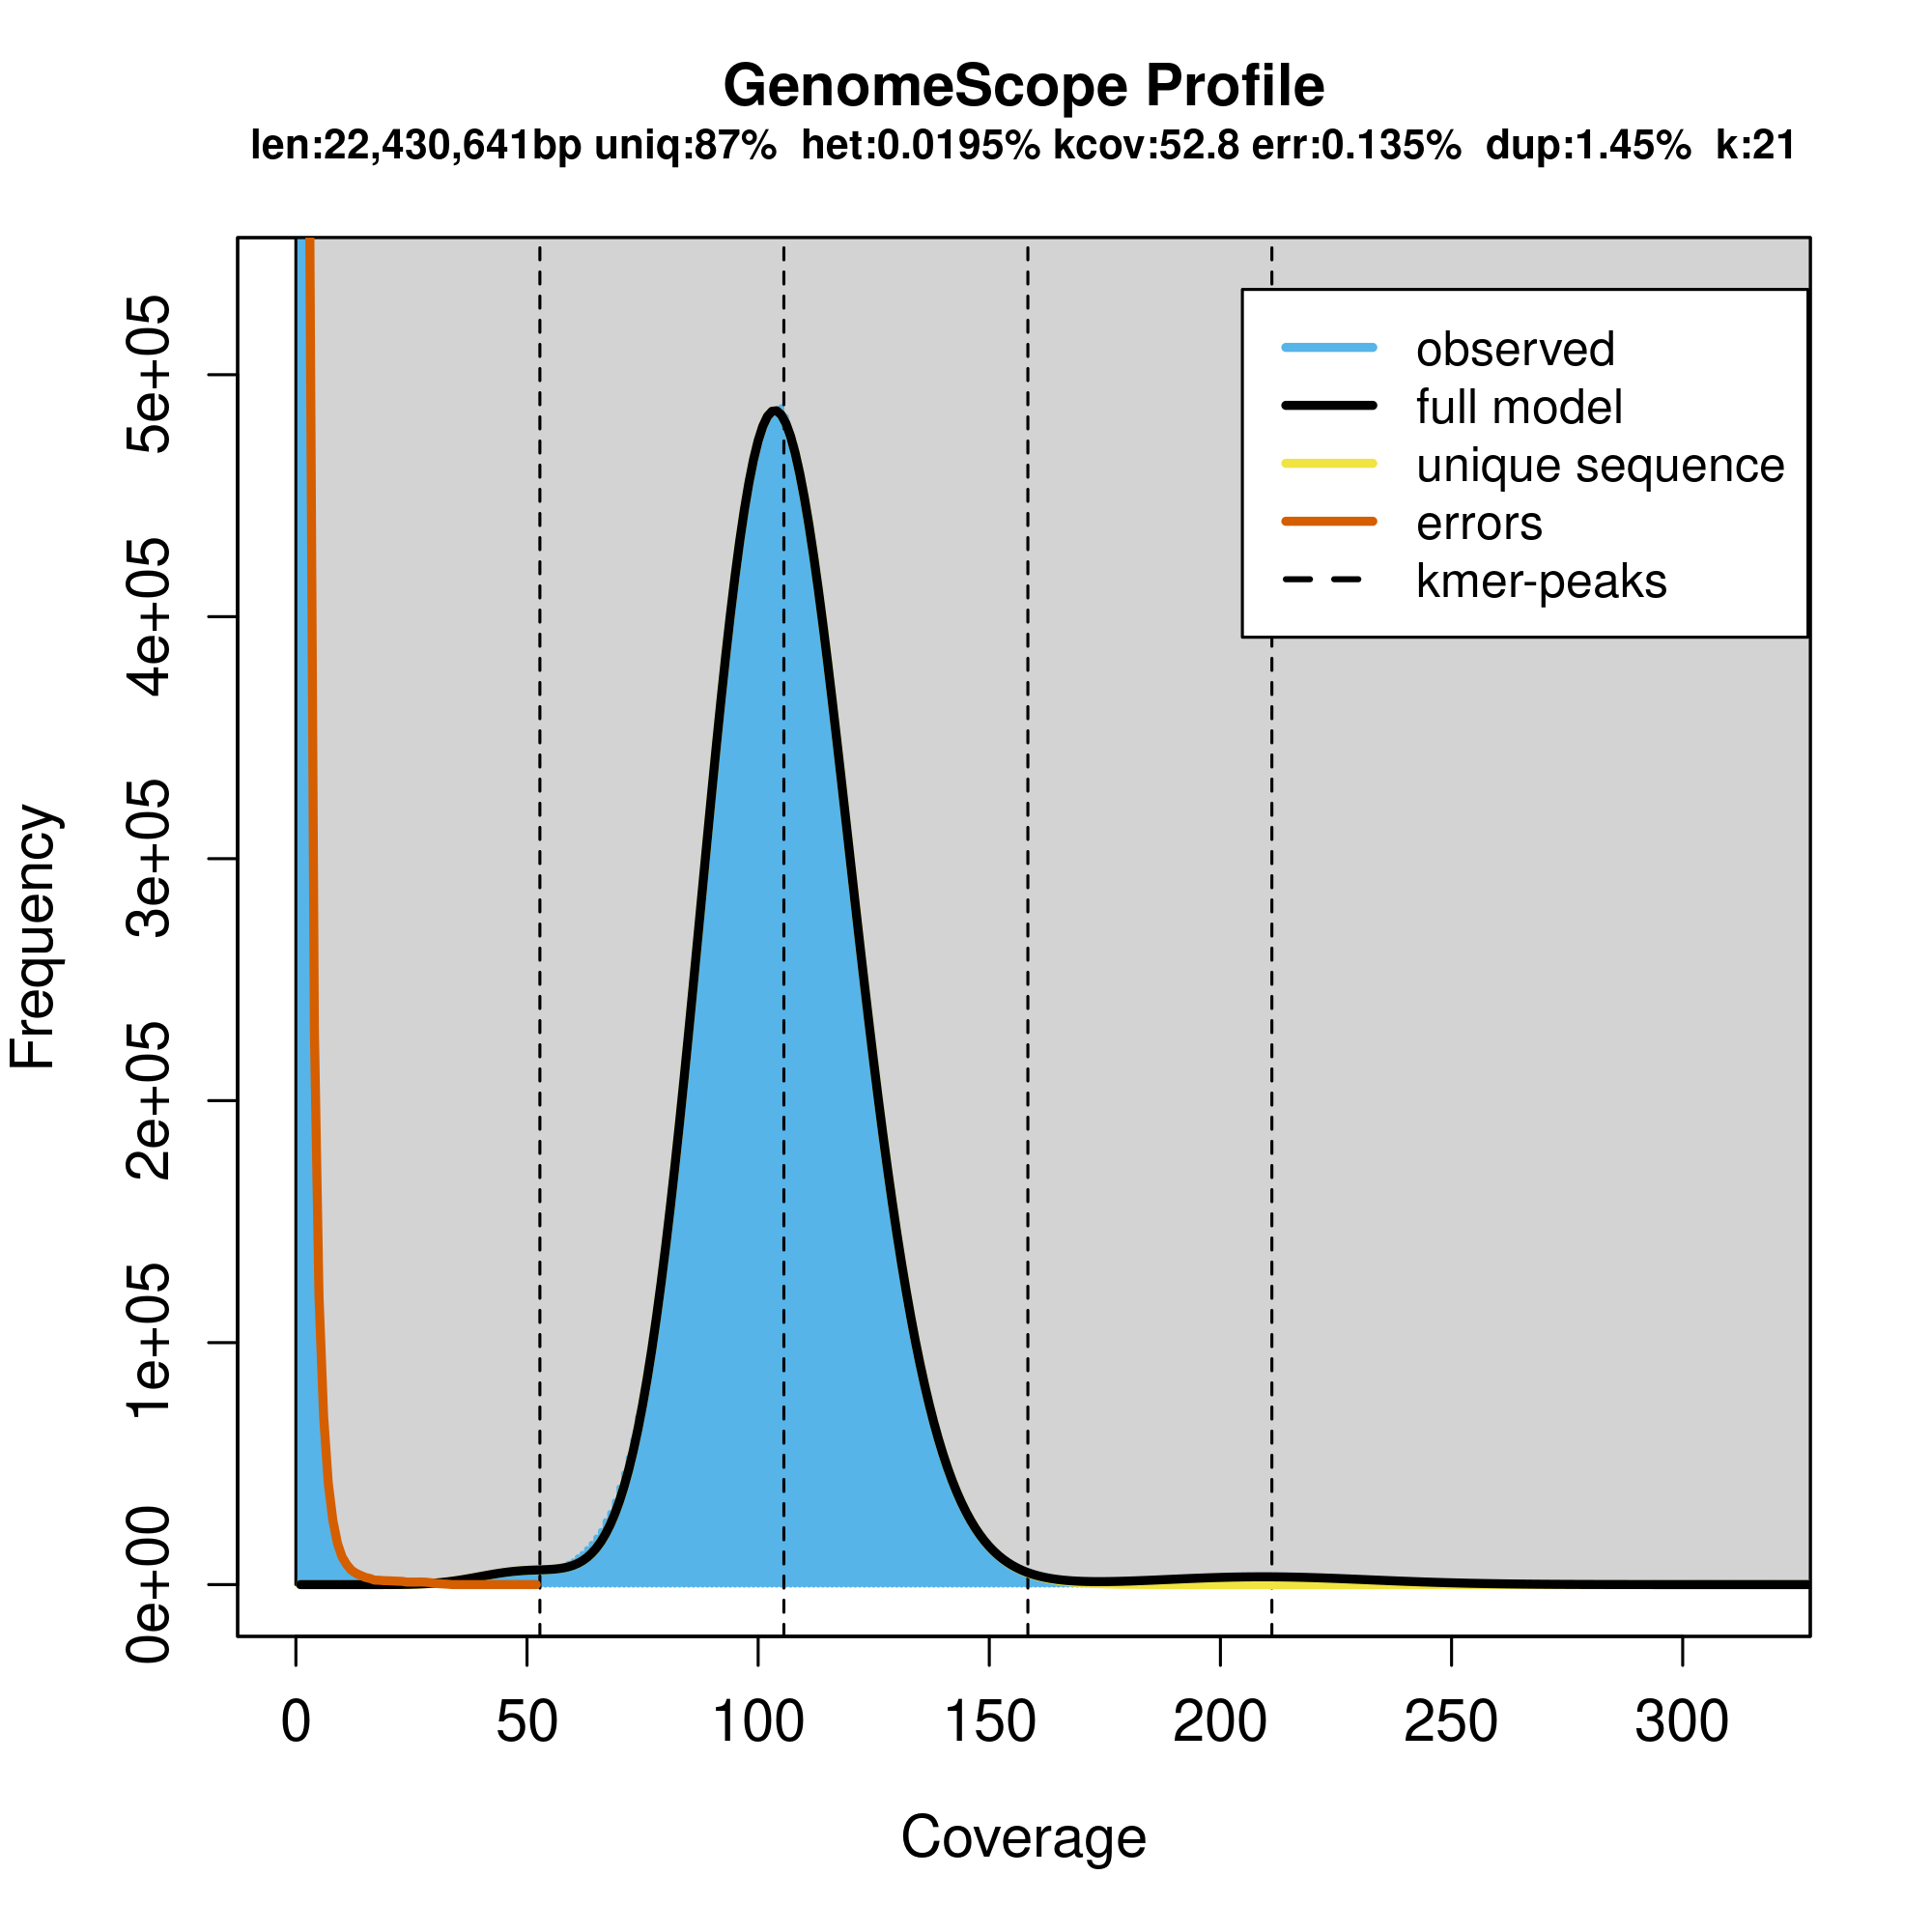 GenomeScope Profile
len:22,430,641bp uniq:87% het:0.0195% kcov:52.8 err:0.135% dup:1.45% k:21
observed
full model
unique sequence
errors
kmer-peaks
Frequency
5e+05
4e+05
3e+05
2e+05
1e+05
0e+00
0 50 100 150 200 250 300
Coverage